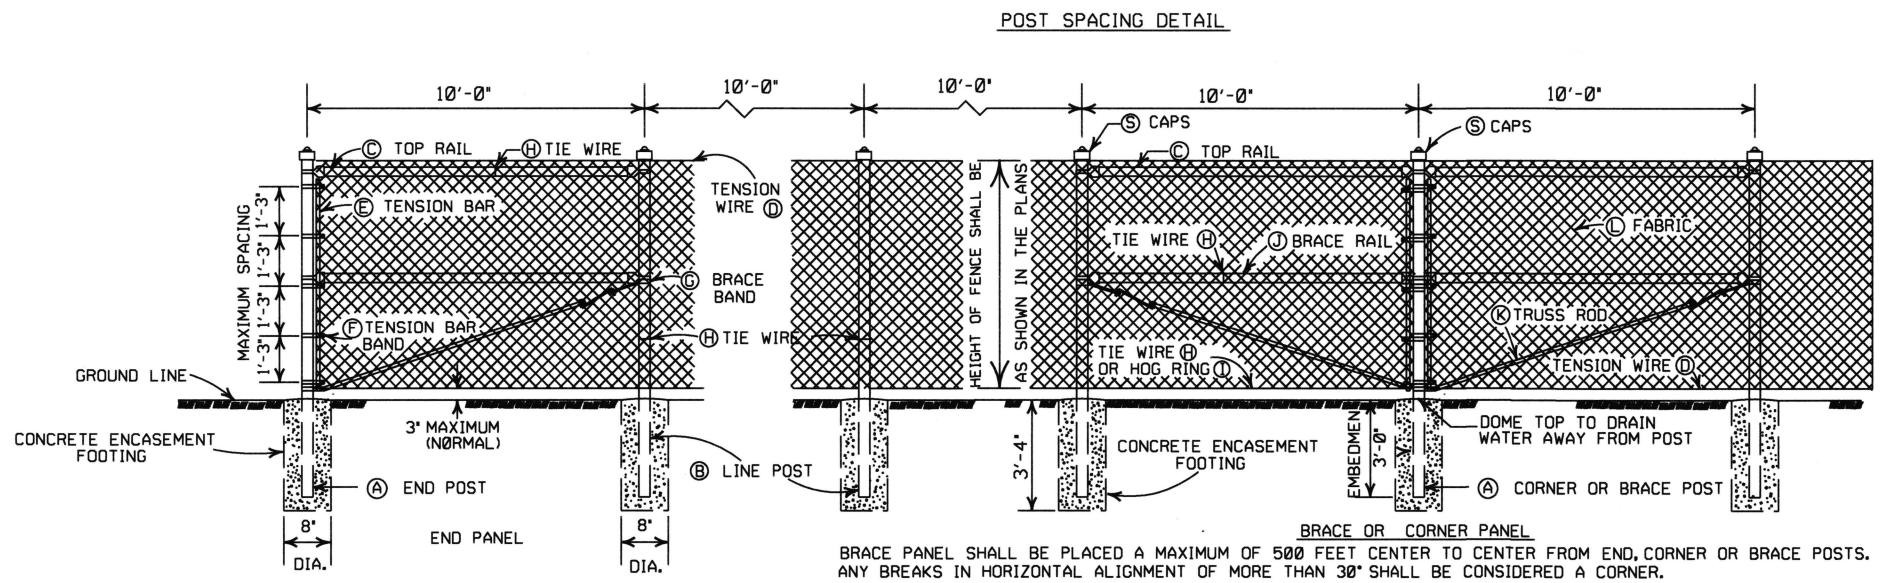 POST SPACING DETAIL
10'-0"
10'-0"
10'-0"
10'-0"
10'-0"
Ⓢ CAPS
Ⓢ CAPS
Ⓒ TOP RAIL
Ⓗ TIE WIRE
Ⓒ TOP RAIL
TENSION
WIRE Ⓓ
Ⓔ TENSION BAR
MAXIMUM SPACING
1'-3"
1'-3"
1'-3"
1'-3"
HEIGHT OF FENCE SHALL BE
AS SHOWN IN THE PLANS
Ⓛ FABRIC
TIE WIRE Ⓗ
Ⓙ BRACE RAIL
Ⓖ BRACE
BAND
Ⓕ TENSION BAR
BAND
Ⓗ TIE WIRE
Ⓚ TRUSS ROD
TIE WIRE Ⓗ
OR HOG RING Ⓘ
TENSION WIRE Ⓓ
GROUND LINE
3" MAXIMUM
(NØRMAL)
CONCRETE ENCASEMENT
FOOTING
Ⓐ END POST
Ⓑ LINE POST
3'-4"
CONCRETE ENCASEMENT
FOOTING
EMBEDMENT
3'-0"
DOME TOP TO DRAIN
WATER AWAY FROM POST
Ⓐ CORNER OR BRACE POST
8"
DIA.
END PANEL
8"
DIA.
BRACE OR CORNER PANEL
BRACE PANEL SHALL BE PLACED A MAXIMUM OF 500 FEET CENTER TO CENTER FROM END, CORNER OR BRACE POSTS.
ANY BREAKS IN HORIZONTAL ALIGNMENT OF MORE THAN 30° SHALL BE CONSIDERED A CORNER.